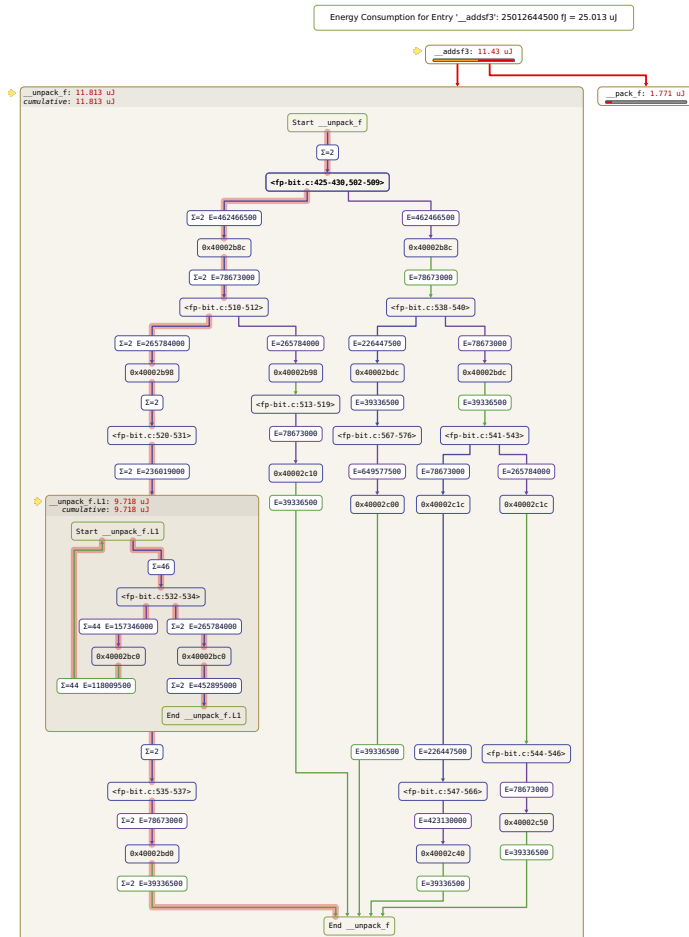 Energy Consumption for Entry '__addsf3': 25012644500 fJ = 25.013 uJ
__addsf3: 11.43 uJ
__unpack_f: 11.813 uJ
cumulative: 11.813 uJ
__pack_f: 1.771 uJ
Start __unpack_f
Σ=2
<fp-bit.c:425-430,502-509>
Σ=2 E=462466500
E=462466500
0x40002b8c
0x40002b8c
Σ=2 E=78673000
E=78673000
<fp-bit.c:510-512>
<fp-bit.c:538-540>
Σ=2 E=265784000
E=265784000
E=226447500
E=78673000
0x40002b98
0x40002b98
0x40002bdc
0x40002bdc
Σ=2
<fp-bit.c:513-519>
E=39336500
E=39336500
<fp-bit.c:520-531>
E=78673000
<fp-bit.c:567-576>
<fp-bit.c:541-543>
Σ=2 E=236019000
0x40002c10
E=649577500
E=78673000
E=265784000
__unpack_f.L1: 9.718 uJ
cumulative: 9.718 uJ
E=39336500
0x40002c00
0x40002c1c
0x40002c1c
Start __unpack_f.L1
Σ=46
<fp-bit.c:532-534>
Σ=44 E=157346000
Σ=2 E=265784000
0x40002bc0
0x40002bc0
Σ=44 E=118009500
Σ=2 E=452895000
End __unpack_f.L1
Σ=2
E=39336500
E=226447500
<fp-bit.c:544-546>
<fp-bit.c:535-537>
<fp-bit.c:547-566>
E=78673000
Σ=2 E=78673000
E=423130000
0x40002c50
0x40002bd0
0x40002c40
E=39336500
Σ=2 E=39336500
E=39336500
End __unpack_f